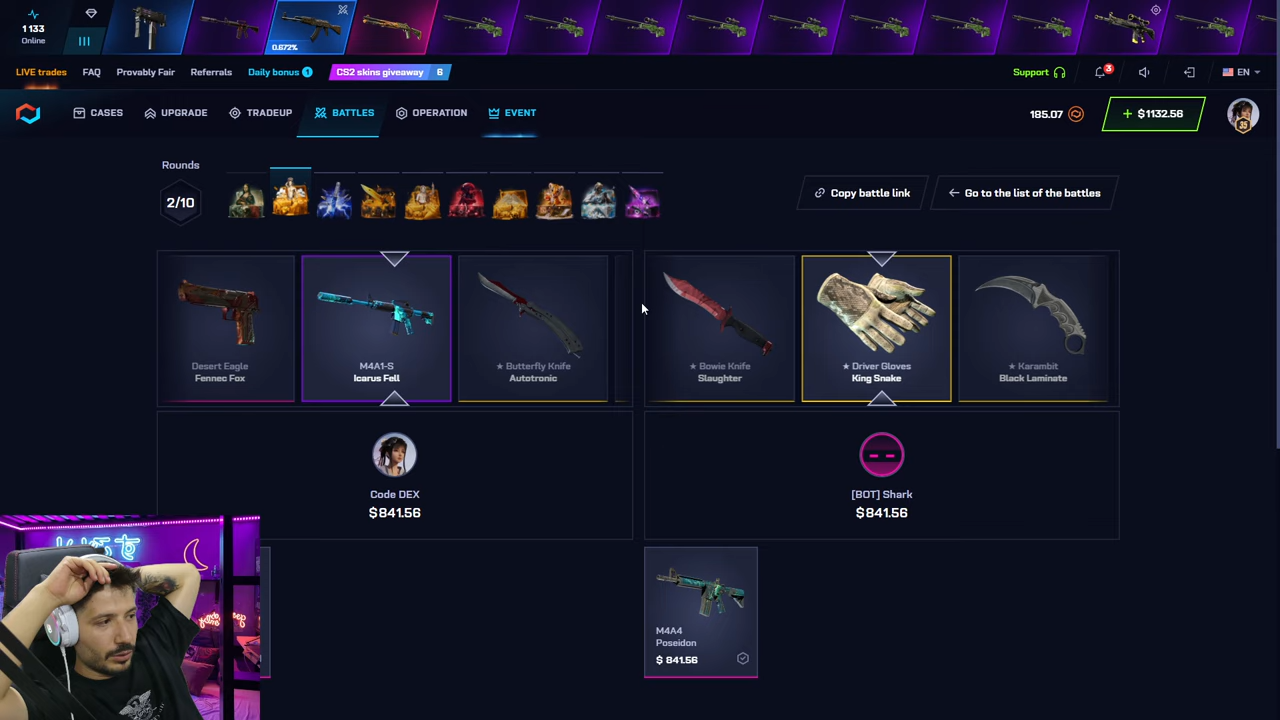 1 133
Online
0.672%
LIVE trades
FAQ
Provably Fair
Referrals
Daily bonus 1
CS2 skins giveaway 6
Support
3
EN
CASES
UPGRADE
TRADEUP
BATTLES
OPERATION
EVENT
185.07
+ $1132.56
35
Rounds
2/10
Copy battle link
Go to the list of the battles
Desert Eagle
Fennec Fox
M4A1-S
Icarus Fell
★ Butterfly Knife
Autotronic
★ Bowie Knife
Slaughter
★ Driver Gloves
King Snake
★ Karambit
Black Laminate
Code DEX
$841.56
[BOT] Shark
$841.56
M4A4
Poseidon
$ 841.56